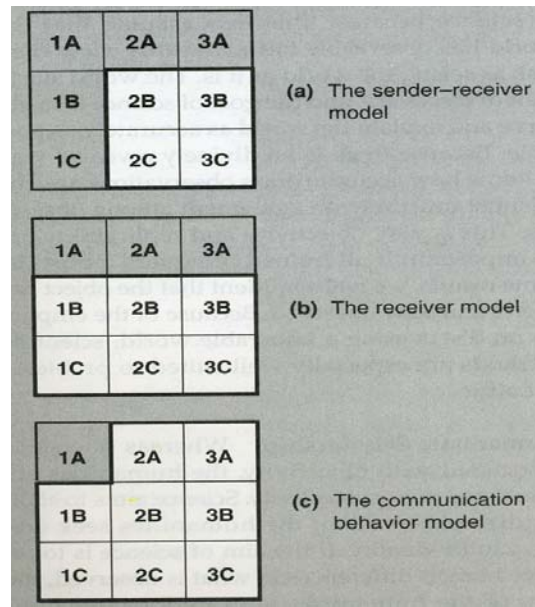 1A 2A 3A
1B 2B 3B
1C 2C 3C
(a) The sender–receiver
model
1A 2A 3A
1B 2B 3B
1C 2C 3C
(b) The receiver model
1A 2A 3A
1B 2B 3B
1C 2C 3C
(c) The communication
behavior model